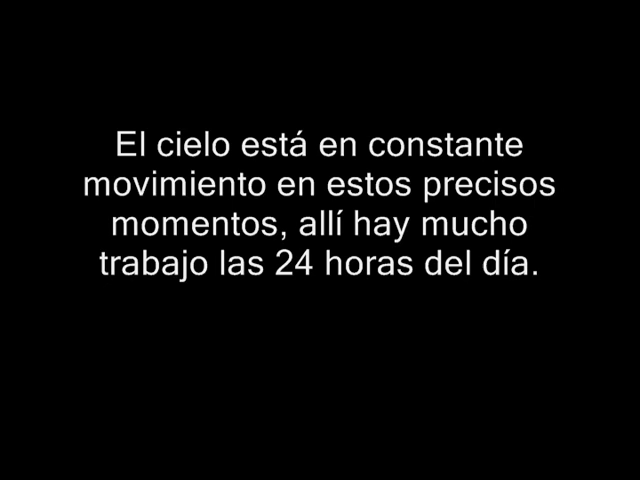 El cielo está en constante
movimiento en estos precisos
momentos, allí hay mucho
trabajo las 24 horas del día.